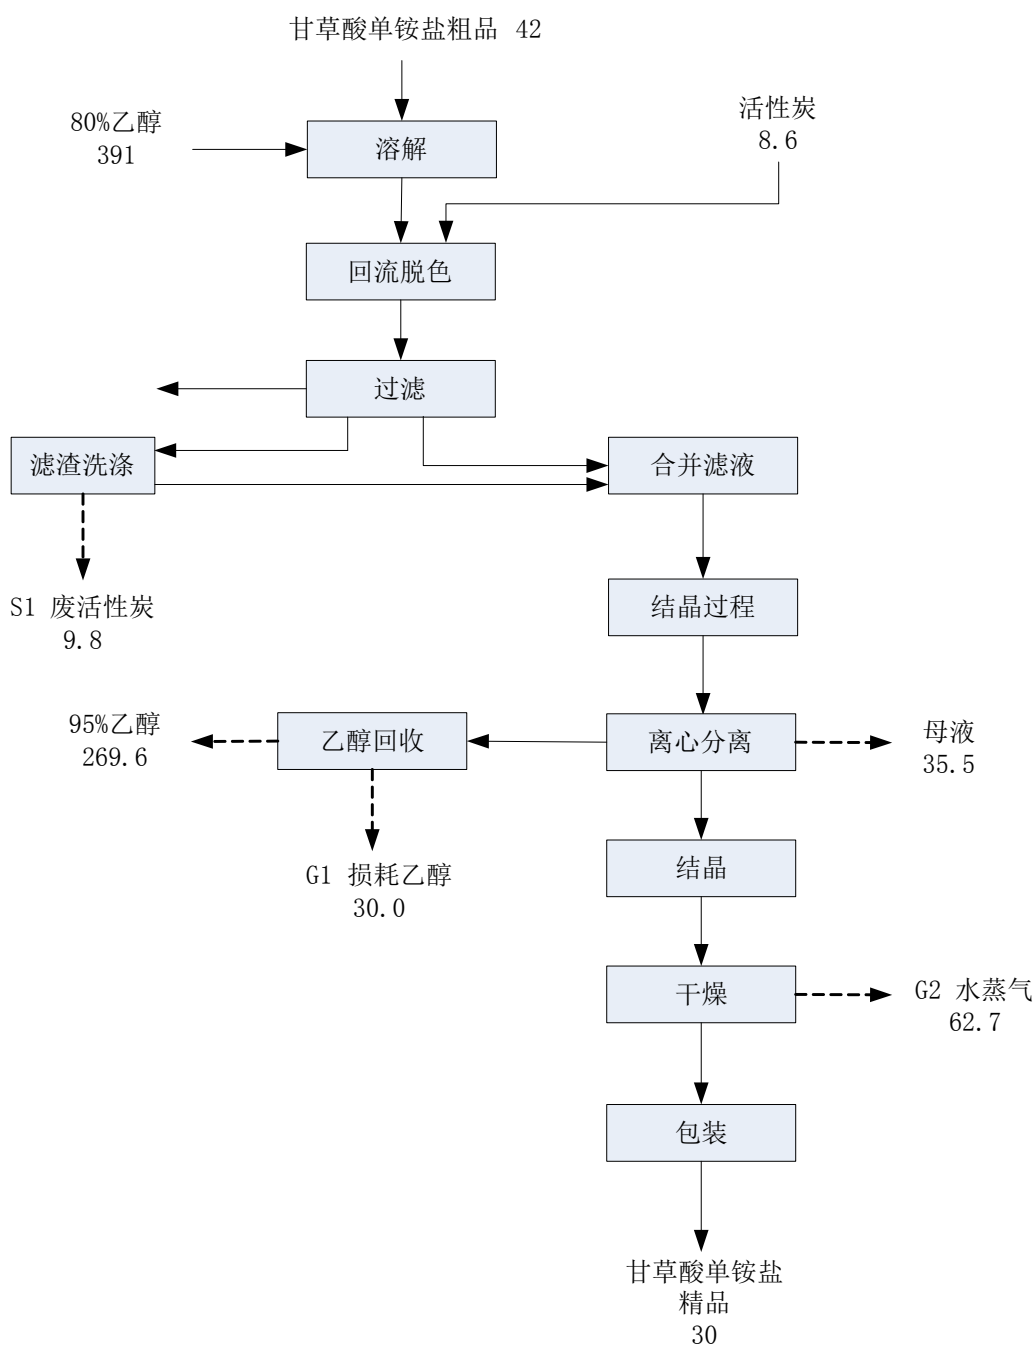 甘草酸单铵盐粗品 42
80%乙醇
391
活性炭
8.6
溶解
回流脱色
过滤
滤渣洗涤
合并滤液
S1 废活性炭
9.8
结晶过程
95%乙醇
269.6
乙醇回收
离心分离
母液
35.5
G1 损耗乙醇
30.0
结晶
干燥
G2 水蒸气
62.7
包装
甘草酸单铵盐
精品
30